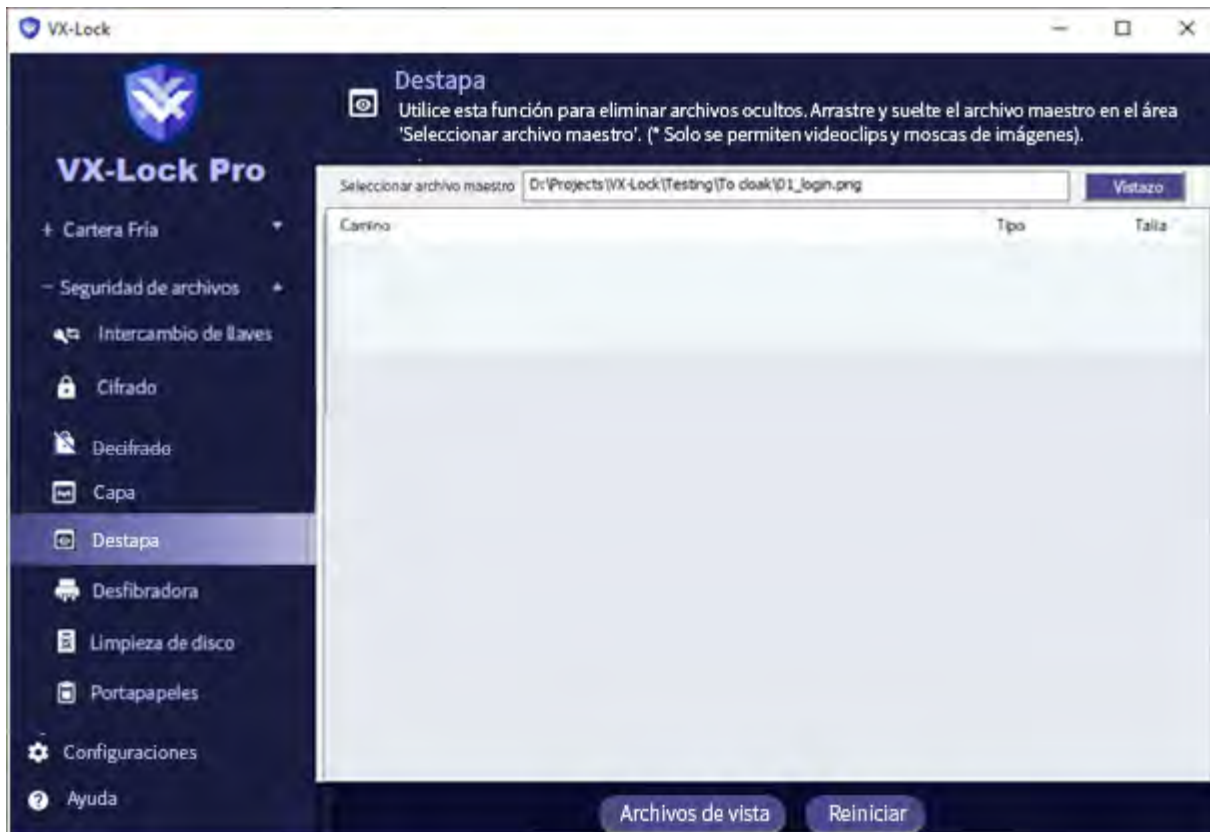 VX-Lock
VX-Lock Pro
+ Cartera Fría
− Seguridad de archivos
Intercambio de llaves
Cifrado
Decifrado
Capa
Destapa
Desfibradora
Limpieza de disco
Portapapeles
Configuraciones
Ayuda
Destapa
Utilice esta función para eliminar archivos ocultos. Arrastre y suelte el archivo maestro en el área
'Seleccionar archivo maestro'. (* Solo se permiten videoclips y moscas de imágenes).
Seleccionar archivo maestro D:\Projects\VX-Lock\Testing\To cloak\01_login.png Vistazo
Camino Tipo Talla
Archivos de vista Reiniciar